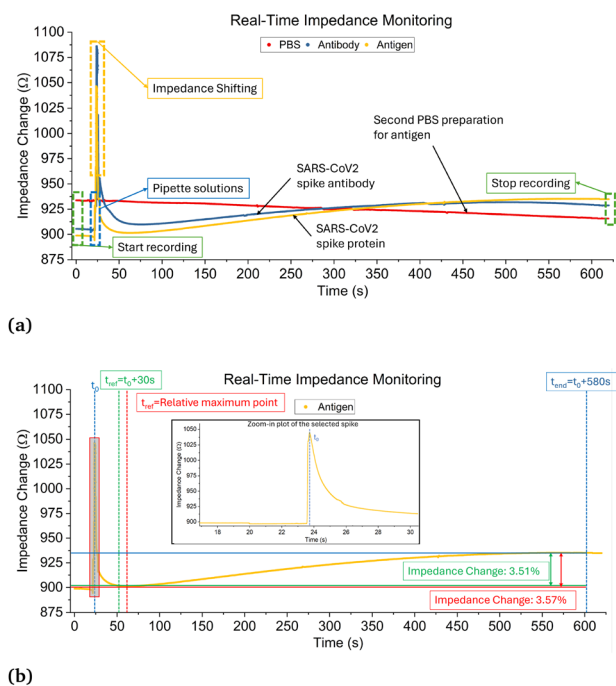 Real-Time Impedance Monitoring
PBS Antibody Antigen
Impedance Change (Ω)
1100
1075
1050
1025
1000
975
950
925
900
875
Impedance Shifting
Pipette solutions
Start recording
SARS-CoV2
spike antibody
SARS-CoV2
spike protein
Second PBS preparation
for antigen
Stop recording
0 50 100 150 200 250 300 350 400 450 500 550 600
Time (s)
(a)
t0
tref=t0+30s
Real-Time Impedance Monitoring
tend=t0+580s
tref=Relative maximum point
Antigen
Impedance Change (Ω)
1100
1075
1050
1025
1000
975
950
925
900
875
Zoom-in plot of the selected spike
t0
Impedance Change (Ω)
1050
1025
1000
975
950
925
900
18 20 22 24 26 28 30
Time (s)
Impedance Change: 3.51%
Impedance Change: 3.57%
0 50 100 150 200 250 300 350 400 450 500 550 600
Time (s)
(b)